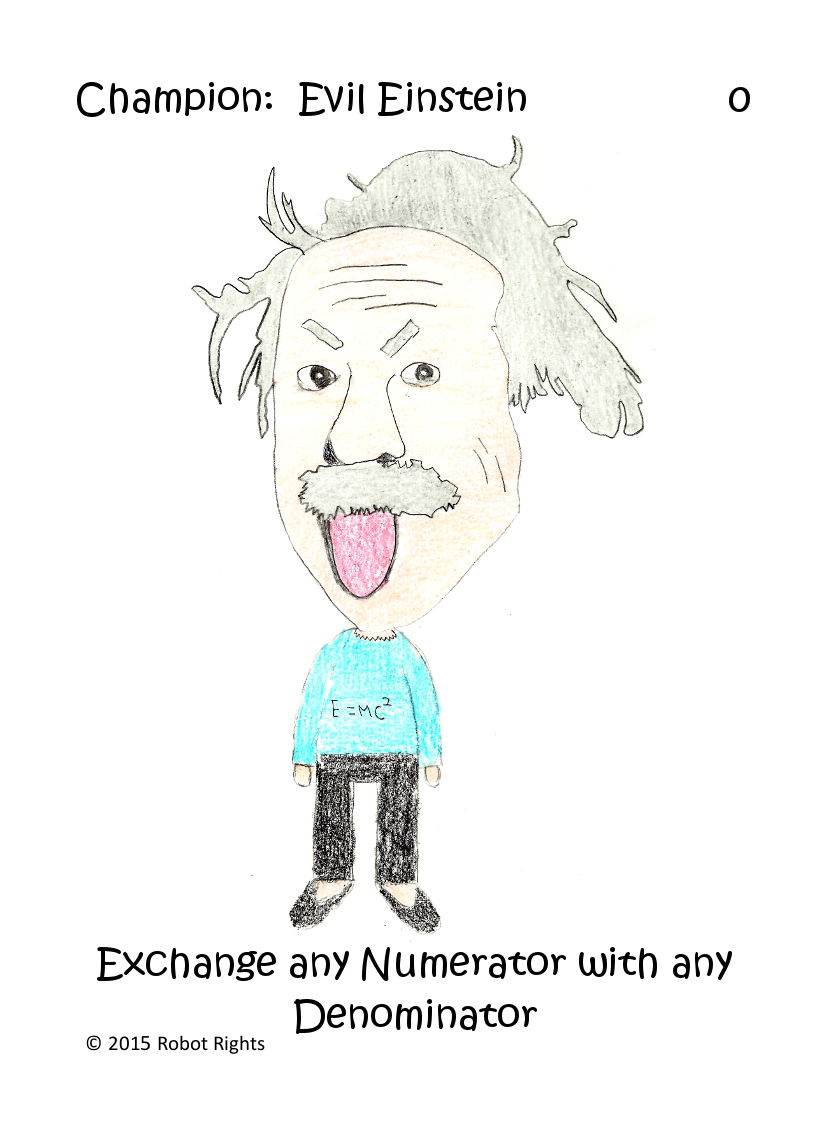 Champion: Evil Einstein 0
E=MC²
Exchange any Numerator with any
Denominator
© 2015 Robot Rights